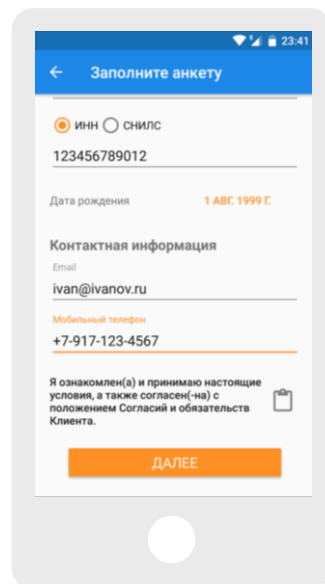 23:41
Заполните анкету
ИНН СНИЛС
123456789012
Дата рождения 1 АВГ. 1999 Г.
Контактная информация
Email
ivan@ivanov.ru
Мобильный телефон
+7-917-123-4567
Я ознакомлен(а) и принимаю настоящие
условия, а также согласен(-на) с
положением Согласий и обязательств
Клиента.
ДАЛЕЕ